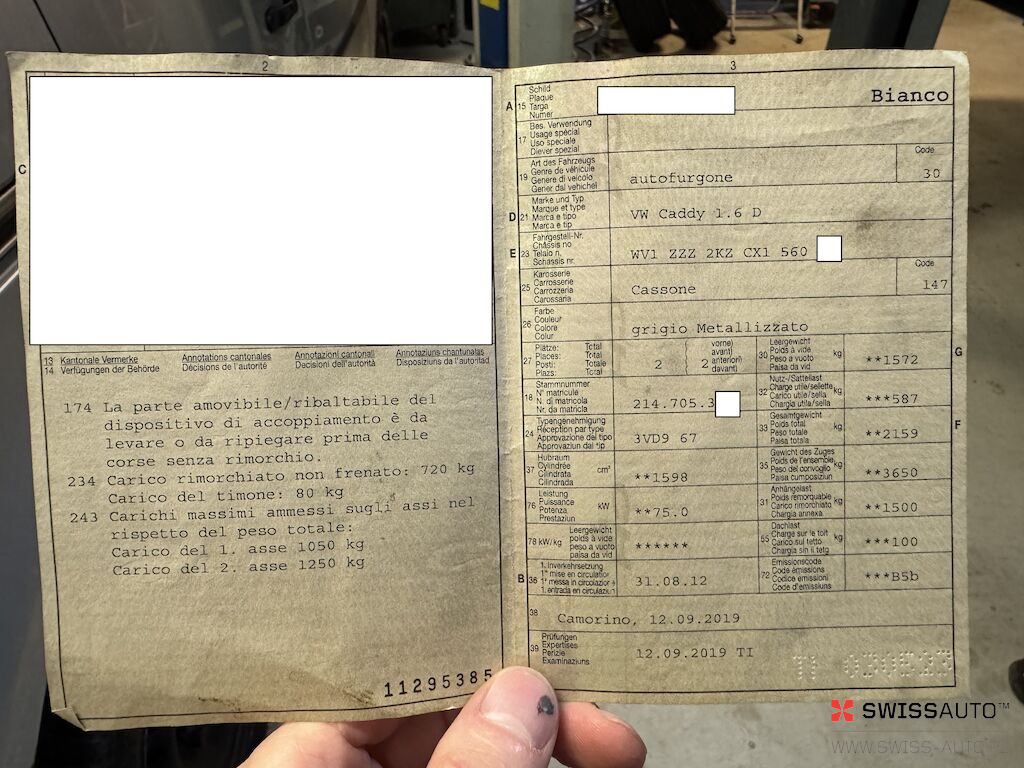 2
C
13 Kantonale Vermerke Annotations cantonales Annotazioni cantonali Annotaziuns chantunalas
14 Verfügungen der Behörde Décisions de l'autorité Decisioni dell'autorità Disposiziuns da l'autoritad
174 La parte amovibile/ribaltabile del
dispositivo di accoppiamento è da
levare o da ripiegare prima delle
corse senza rimorchio.
234 Carico rimorchiato non frenato: 720 kg
Carico del timone: 80 kg
243 Carichi massimi ammessi sugli assi nel
rispetto del peso totale:
Carico del 1. asse 1050 kg
Carico del 2. asse 1250 kg
11295385
3
A 15 Schild
Plaque
Targa
Numer
Bianco
17 Bes. Verwendung
Usage spécial
Uso speciale
Diever spezial
19 Art des Fahrzeugs
Genre de véhicule
Genere di veicolo
Gener dal vehichel
autofurgone
Code
30
D 21 Marke und Typ
Marque et type
Marca e tipo
Marca e tip
VW Caddy 1.6 D
E 23 Fahrgestell-Nr.
Châssis no
Telaio n.
Schassis nr.
WV1 ZZZ 2KZ CX1 560
25 Karosserie
Carrosserie
Carrozzeria
Carossaria
Cassone
Code
147
26 Farbe
Couleur
Colore
Colur
grigio Metallizzato
27 Plätze: Total vorne)
Places: Total avant)
Posti: Totale anteriori)
Plazs: Total davant)
2 2
G 30 Leergewicht
Poids à vide
Peso a vuoto
Paisa da vid
kg
**1572
18 Stammnummer
N° matricule
N. di matricola
Nr. da matricla
214.705.3
32 Nutz-/Sattellast
Charge utile/sellette
Carico utile/sella
Chargia utila/sella
kg
***587
24 Typengenehmigung
Réception par type
Approvazione del tipo
Approvaziun dal tip
3VD9 67
F 33 Gesamtgewicht
Poids total
Peso totale
Paisa totala
kg
**2159
37 Hubraum
Cylindrée
Cilindrata
Cilindrada
cm³
**1598
35 Gewicht des Zuges
Poids de l'ensemble
Peso del convoglio
Paisa cumposiziun
kg
**3650
76 Leistung
Puissance
Potenza
Prestaziun
kW
**75.0
31 Anhängelast
Poids remorquable
Carico rimorchiato
Chargia annexa
kg
**1500
78 kW/kg Leergewicht
poids à vide
peso a vuoto
paisa da vid
******
55 Dachlast
Charge sur le toit
Carico sul tetto
Chargia sin il tetg
kg
***100
B 36 1. Inverkehrsetzung
1re mise en circulation
1a messa in circolazione
1. entrada en circulaziun
31.08.12
72 Emissionscode
Code émissions
Codice emissioni
Code d'emissiuns
***B5b
38 Camorino, 12.09.2019
39 Prüfungen
Expertises
Perizie
Examinaziuns
12.09.2019 TI
SWISSAUTO™